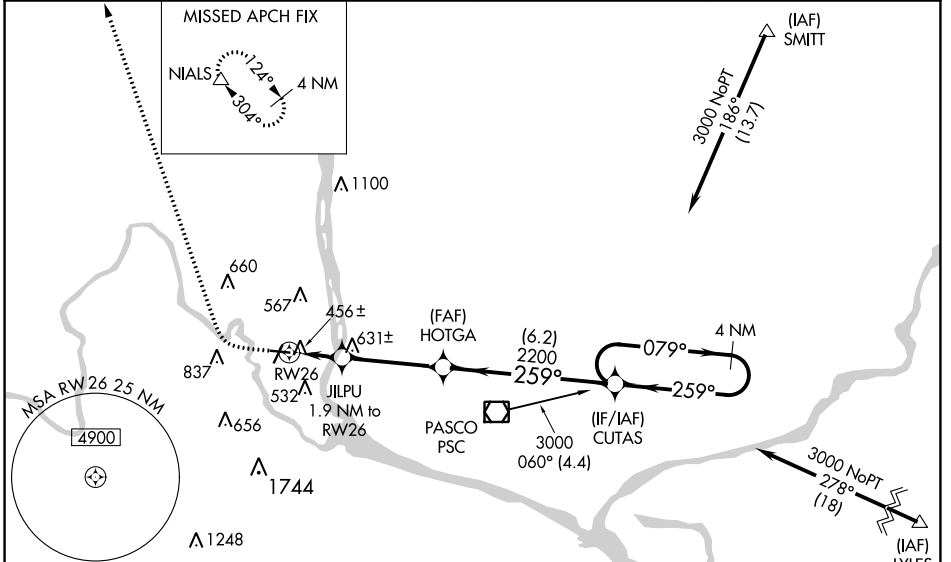 MISSED APCH FIX
NIALS
124°
304°
4 NM
(IAF)
SMITT
3000 NoPT
186°
(13.7)
1100
660
567
456±
631±
837
RW26
532
JILPU
1.9 NM to
RW26
(FAF)
HOTGA
(6.2)
2200
259°
4 NM
079°
259°
(IF/IAF)
CUTAS
PASCO
PSC
3000
060° (4.4)
MSA RW26 25 NM
4900
656
1744
1248
3000 NoPT
278°
(18)
(IAF)